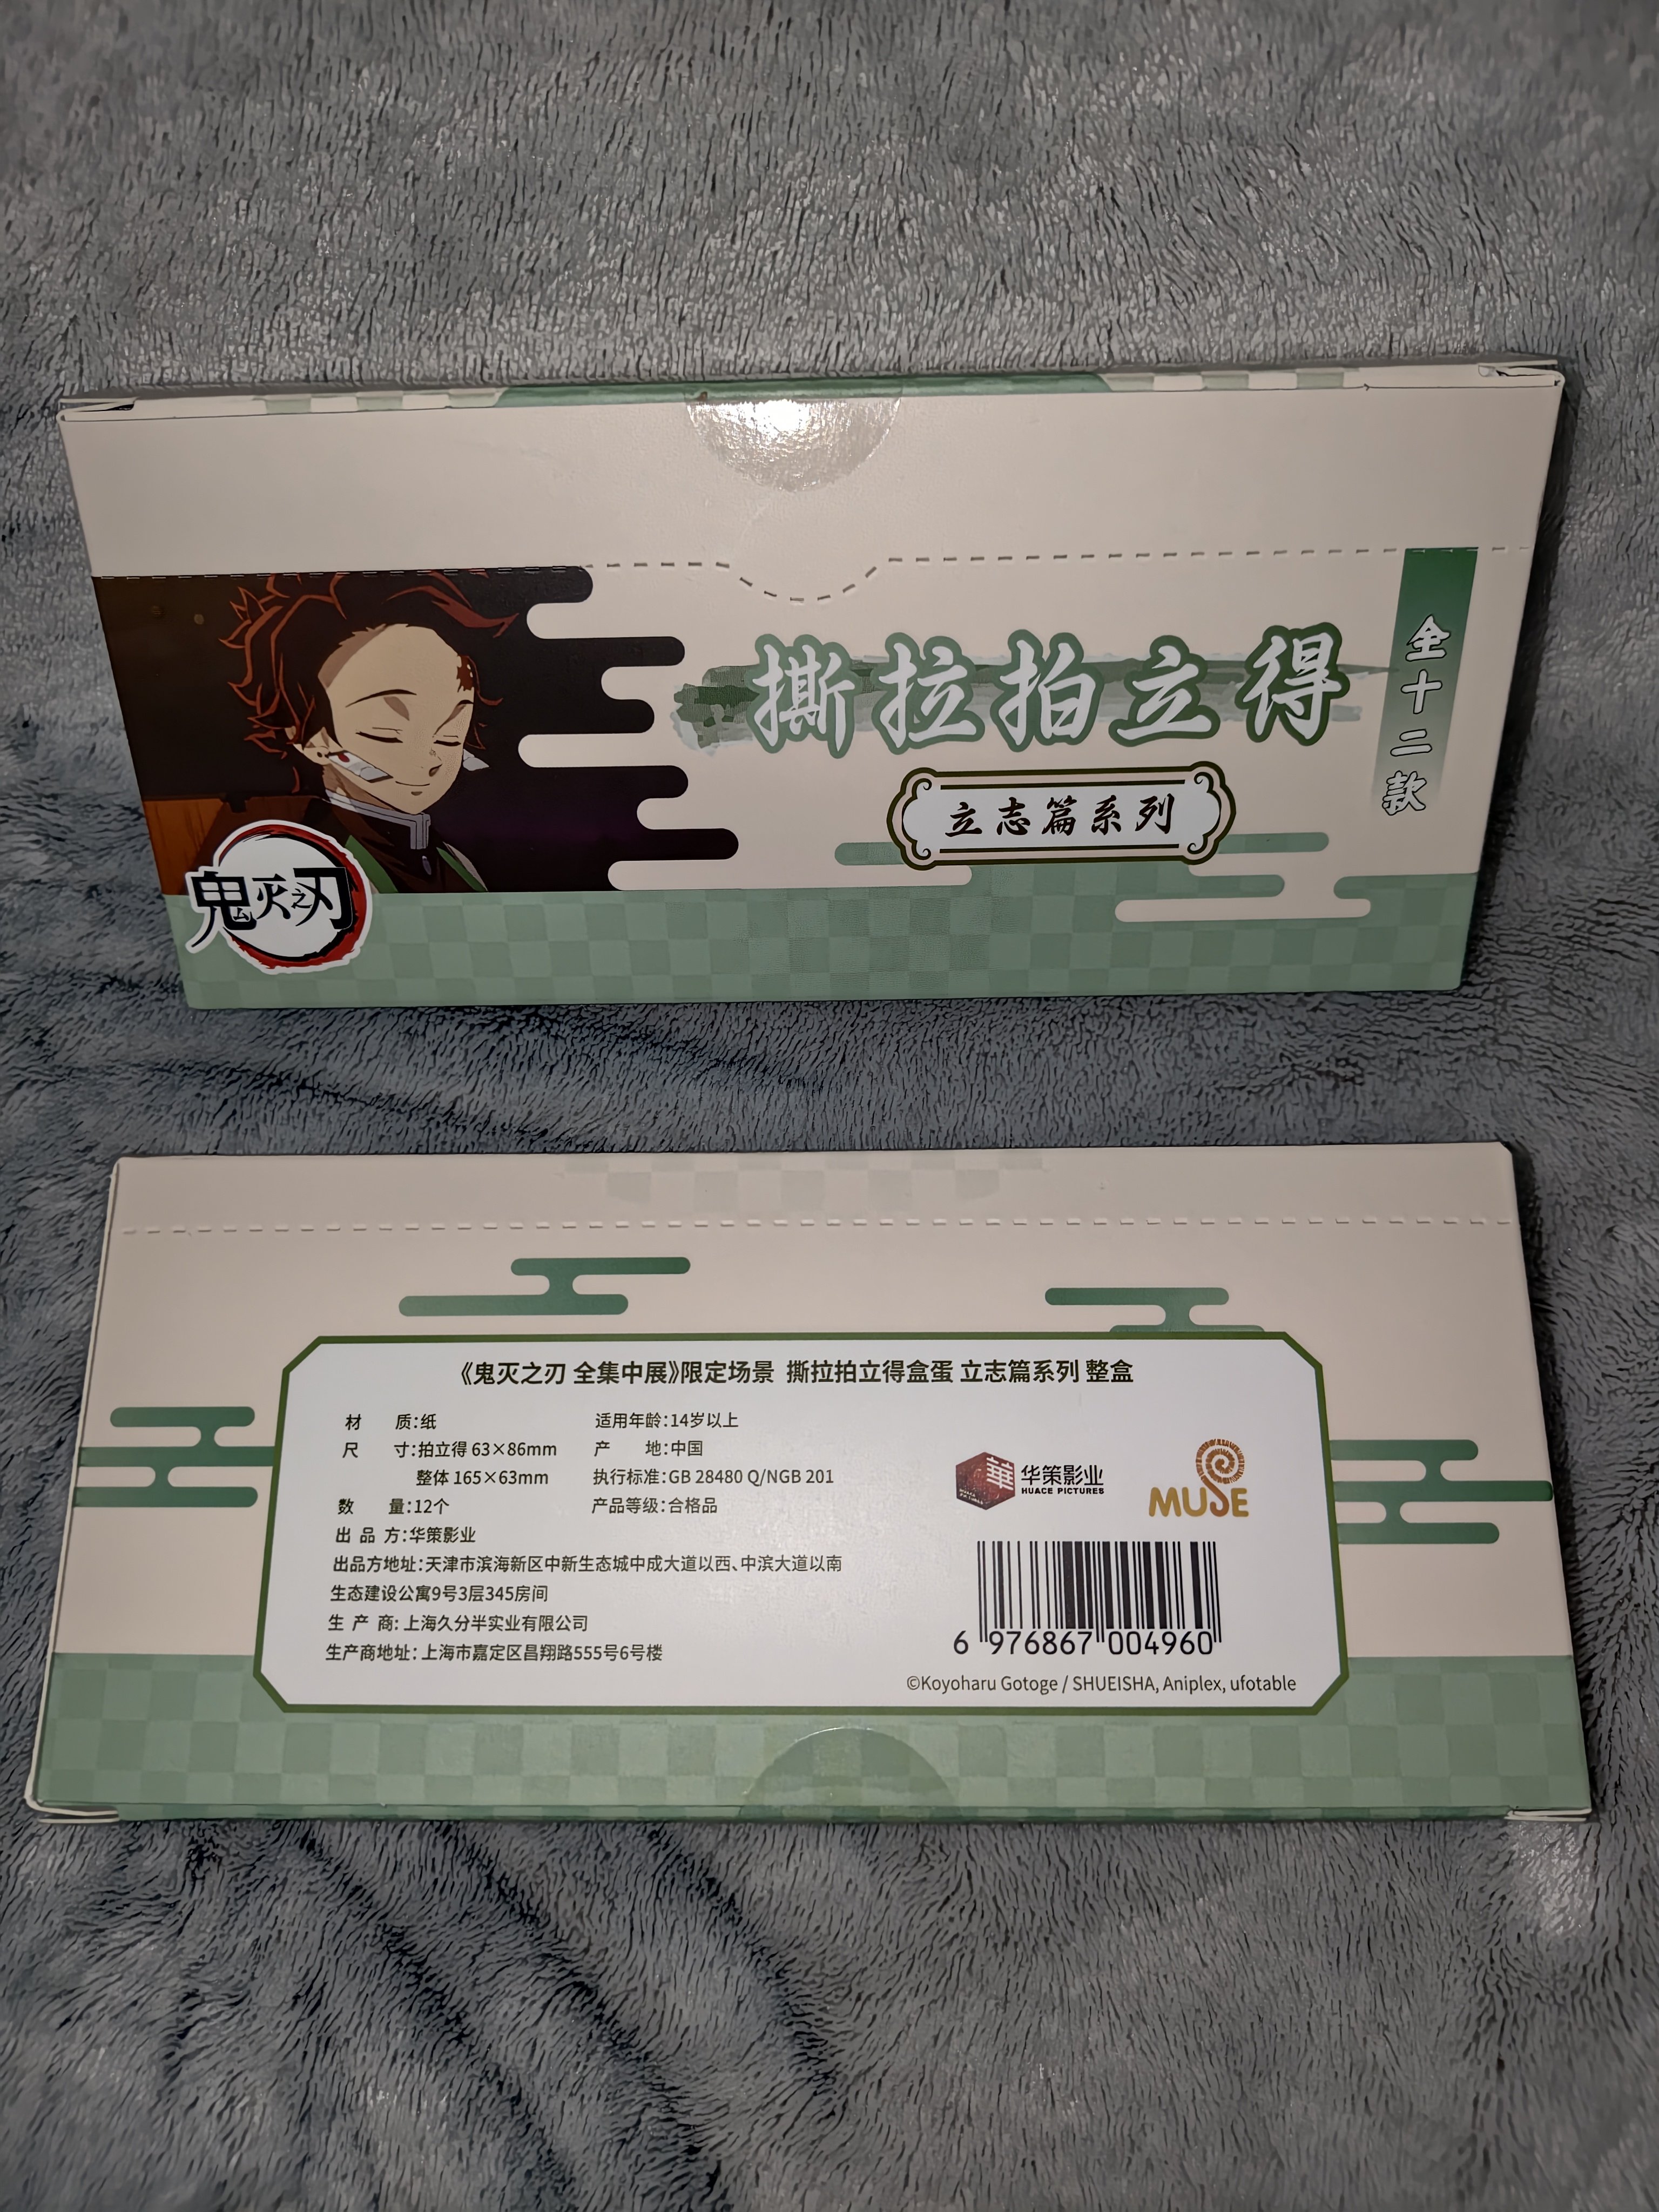 撕拉拍立得
全十二款
立志篇系列
鬼灭之刃
《鬼灭之刃 全集中展》限定场景 撕拉拍立得盒蛋 立志篇系列 整盒
材 质:纸 适用年龄:14岁以上
尺 寸:拍立得 63×86mm 产 地:中国
整体 165×63mm 执行标准:GB 28480 Q/NGB 201
数 量:12个 产品等级:合格品
出 品 方:华策影业
出品方地址:天津市滨海新区中新生态城中成大道以西、中滨大道以南
生态建设公寓9号3层345房间
生 产 商: 上海久分半实业有限公司
生产商地址: 上海市嘉定区昌翔路555号6号楼
華 华策影业
HUACE PICTURES
MUSE
6 976867 004960
©Koyoharu Gotoge / SHUEISHA, Aniplex, ufotable